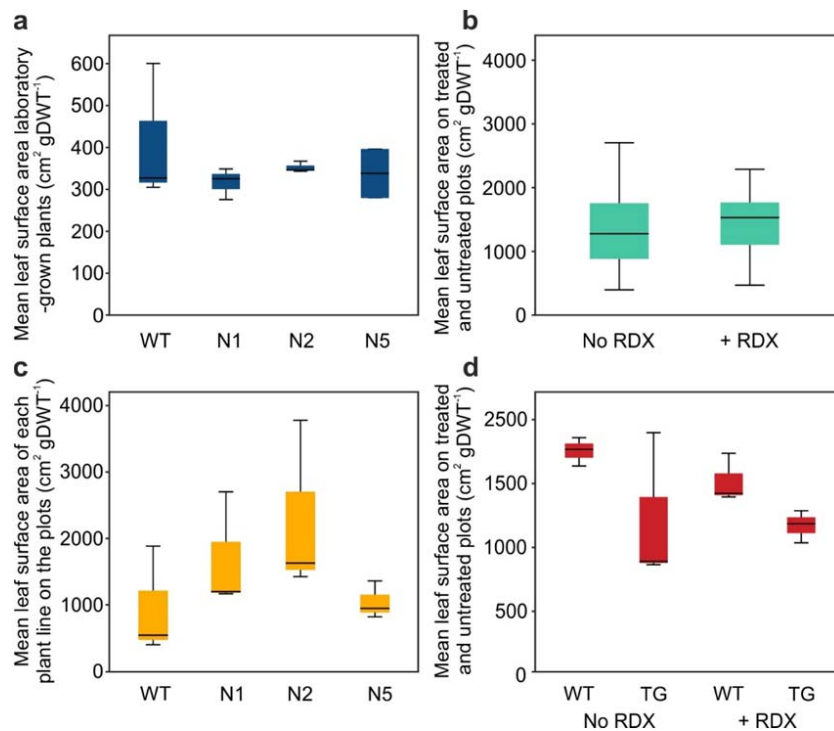 a
Mean leaf surface area laboratory
-grown plants (cm² gDWT⁻¹)
600
500
400
300
200
100
0
WT N1 N2 N5
b
Mean leaf surface area on treated
and untreated plots (cm² gDWT⁻¹)
4000
3000
2000
1000
0
No RDX + RDX
c
Mean leaf surface area of each
plant line on the plots (cm² gDWT⁻¹)
4000
3000
2000
1000
0
WT N1 N2 N5
d
Mean leaf surface area on treated
and untreated plots (cm² gDWT⁻¹)
2500
1500
1000
500
0
WT TG WT TG
No RDX + RDX